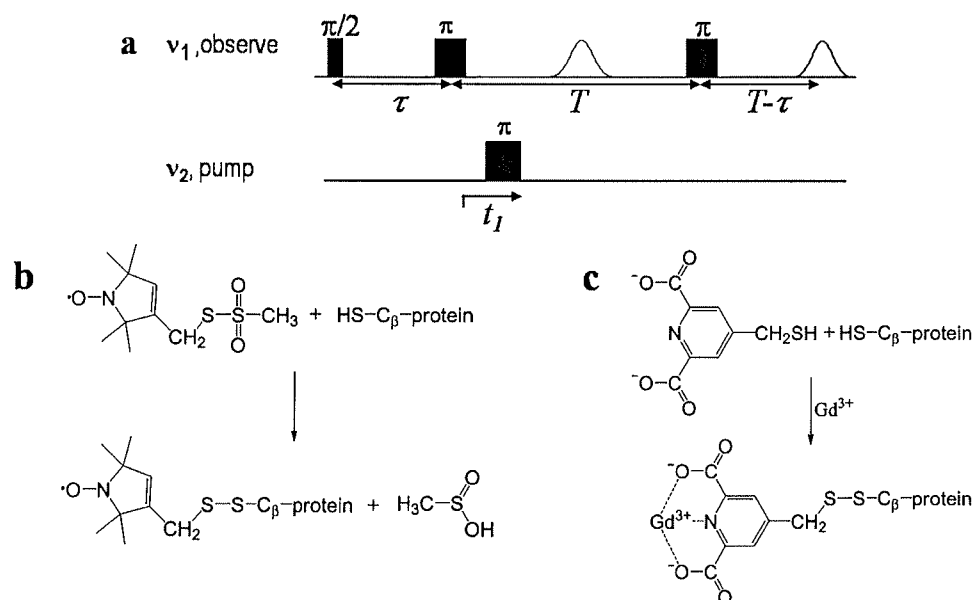 a ν₁,observe π/2 π π
τ T T-τ
π
ν₂, pump
t₁
b
·O–N S–S–CH₃ + HS–Cβ–protein
O
O
CH₂
·O–N S–S–Cβ–protein + H₃C–S
CH₂
O
OH
c
⁻O–C O
N CH₂SH + HS–Cβ–protein
⁻O–C O
Gd³⁺
⁻O–C O
Gd³⁺ N CH₂ S–S–Cβ–protein
⁻O–C O